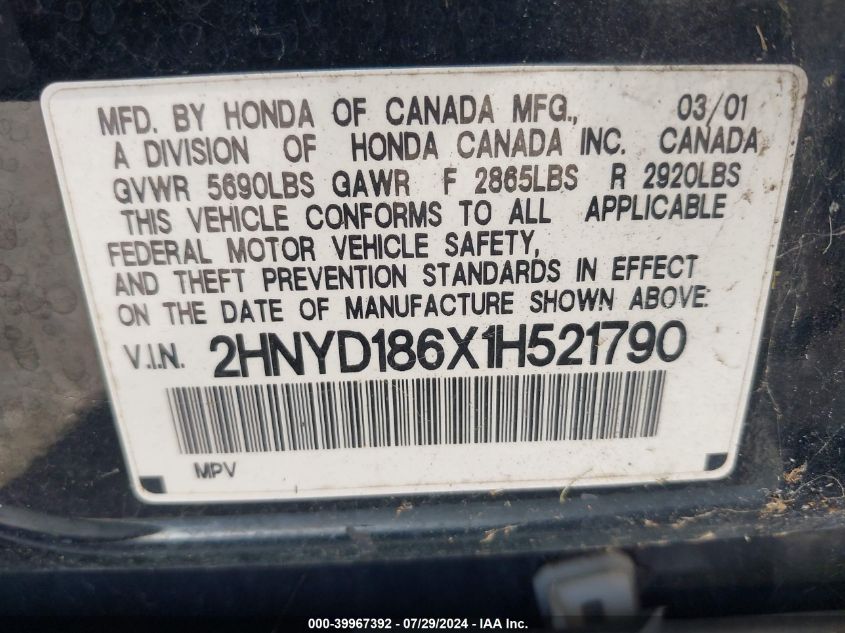 MFD. BY HONDA OF CANADA MFG., 03/01
A DIVISION OF HONDA CANADA INC. CANADA
GVWR 5690LBS GAWR F 2865LBS R 2920LBS
THIS VEHICLE CONFORMS TO ALL APPLICABLE
FEDERAL MOTOR VEHICLE SAFETY,
AND THEFT PREVENTION STANDARDS IN EFFECT
ON THE DATE OF MANUFACTURE SHOWN ABOVE:
V.I.N. 2HNYD186X1H521790
MPV
000-39967392 - 07/29/2024 - IAA Inc.